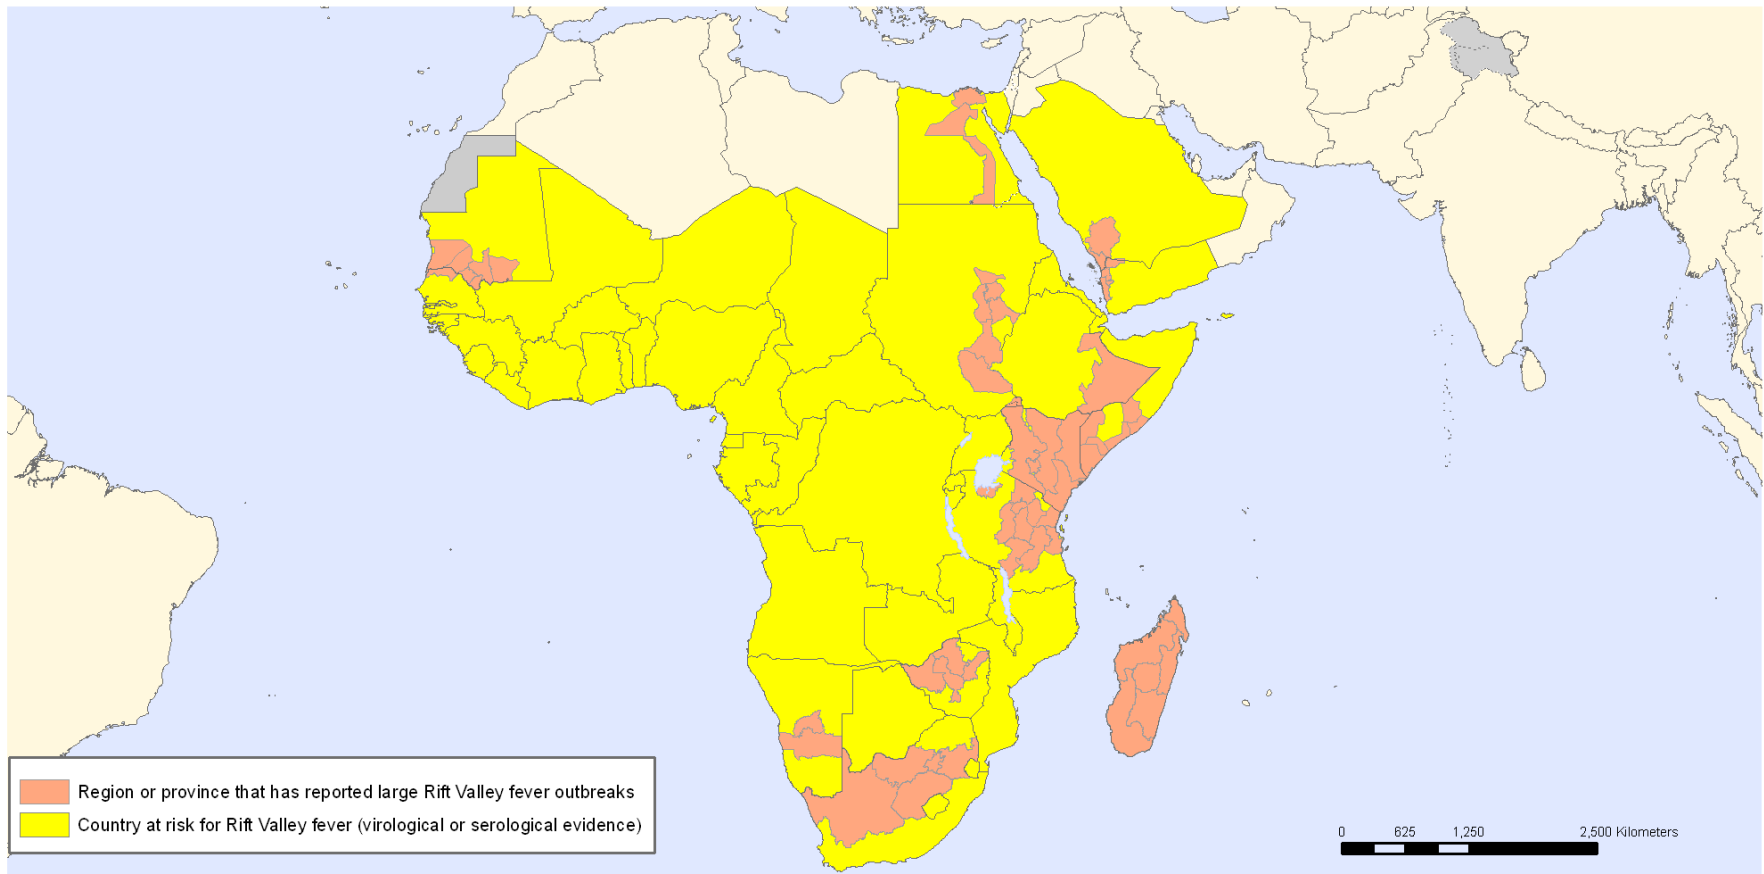 Region or province that has reported large Rift Valley fever outbreaks
Country at risk for Rift Valley fever (virological or serological evidence)
0 625 1,250 2,500 Kilometers